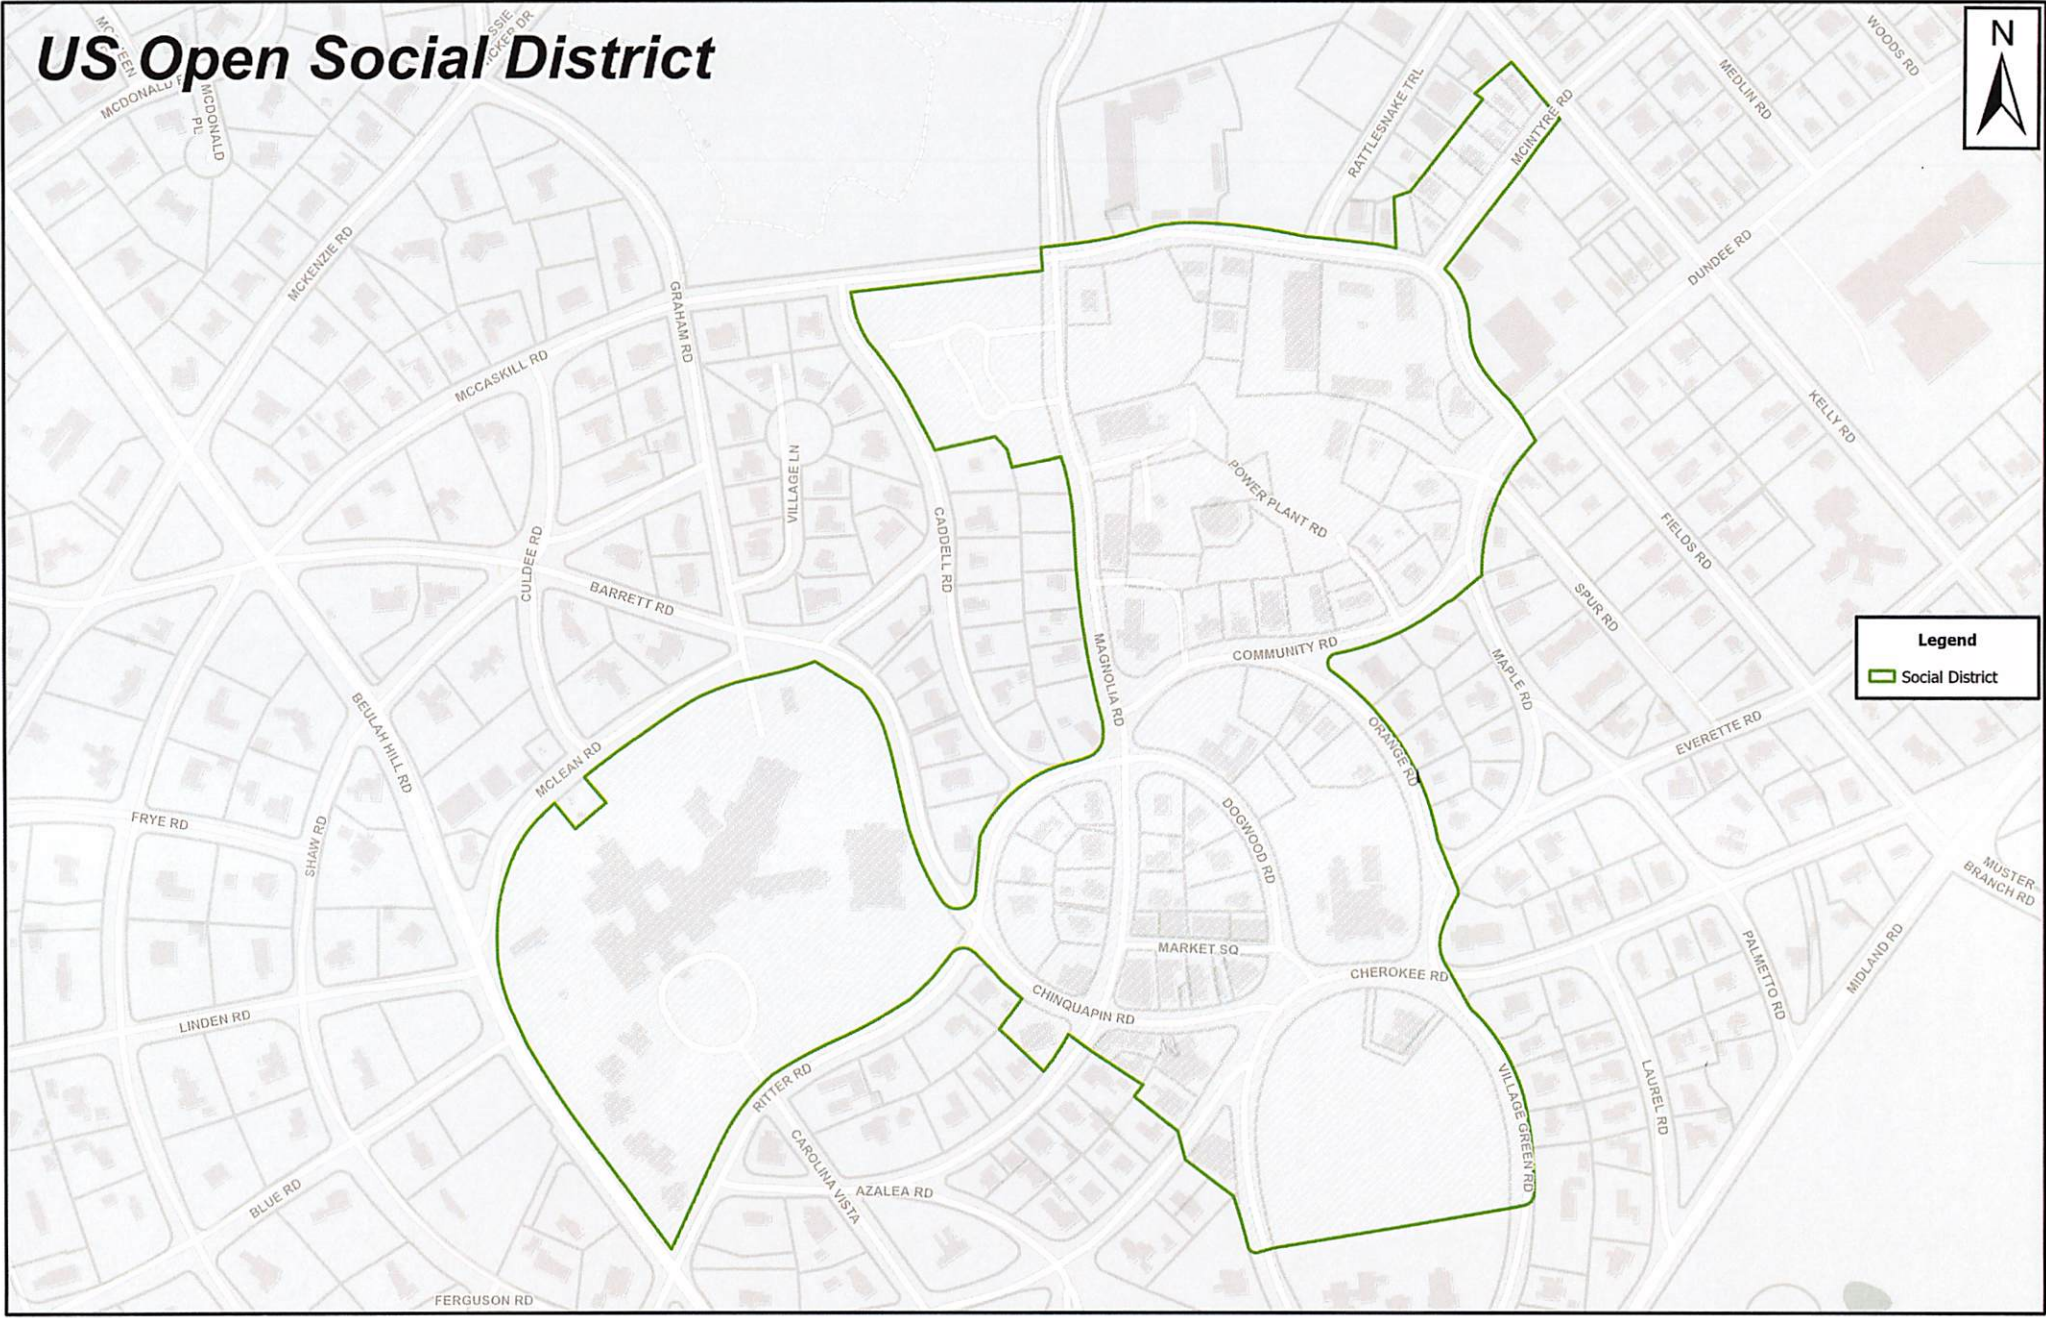 US Open Social District
N
MCDONALD
PL
MCKENZIE RD
GRAHAM RD
MCCASKILL RD
VILLAGE LN
CULDEE RD
BARRETT RD
CADDELL RD
MAGNOLIA RD
POWER PLANT RD
COMMUNITY RD
RATTLESNAKE TRL
MCINTYRE RD
MEDLIN RD
WOODS RD
DUNDEE RD
KELLY RD
FIELDS RD
SPUR RD
MAPLE RD
ORANGE RD
EVERETTE RD
Legend
Social District
BEULAH HILL RD
MCLEAN RD
FRYE RD
SHAW RD
DOGWOOD RD
MARKET SQ
CHEROKEE RD
CHINQUAPIN RD
MUSTER
BRANCH RD
PALMETTO RD
MIDLAND RD
LINDEN RD
RITTER RD
CAROLINA VISTA
AZALEA RD
VILLAGE GREEN RD
LAUREL RD
BLUE RD
FERGUSON RD